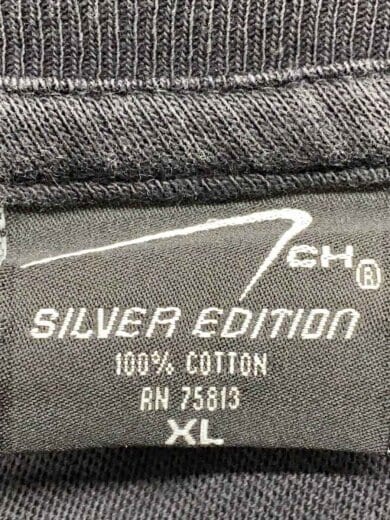 CH®
SILVER EDITION
100% COTTON
RN 75813
XL